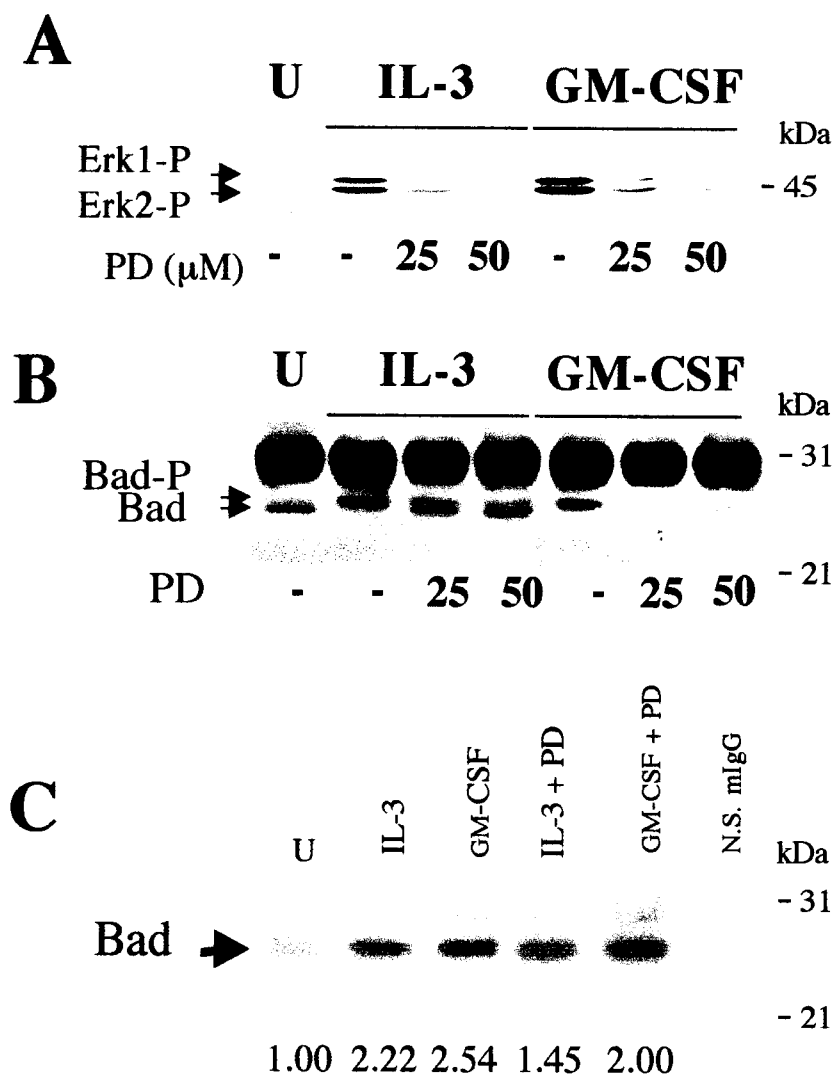 A
U IL-3 GM-CSF
kDa
Erk1-P
Erk2-P
- 45
PD (μM) - - 25 50 - 25 50
B
U IL-3 GM-CSF
kDa
- 31
Bad-P
Bad
- 21
PD - - 25 50 - 25 50
C
U IL-3 GM-CSF IL-3 + PD GM-CSF + PD N.S. mIgG
kDa
- 31
Bad
- 21
1.00 2.22 2.54 1.45 2.00